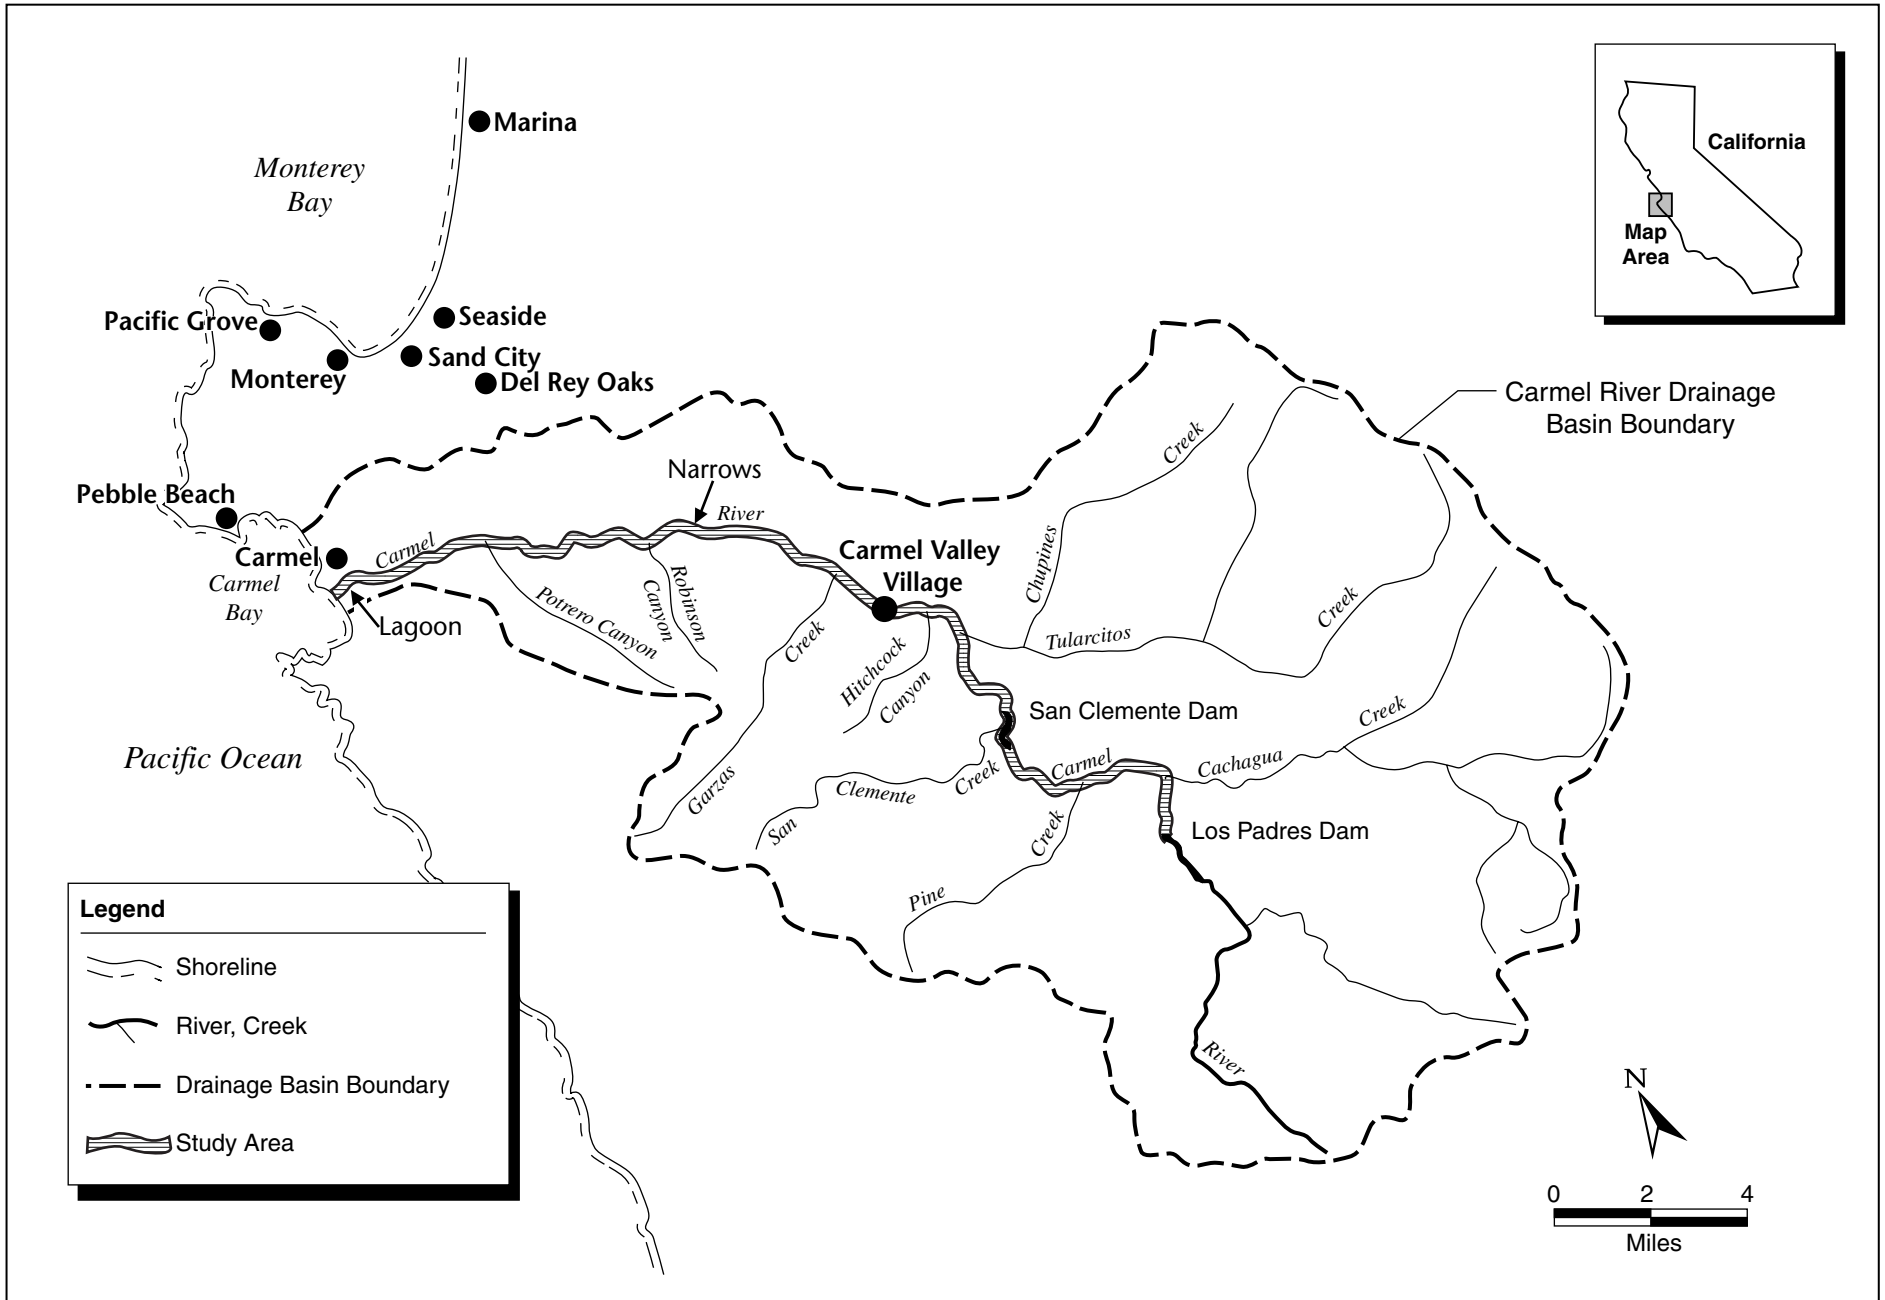 Marina
Monterey
Bay
California
Map
Area
Pacific Grove
Seaside
Sand City
Monterey
Del Rey Oaks
Carmel River Drainage
Basin Boundary
Creek
Narrows
Pebble Beach
River
Carmel
Carmel
Carmel Valley
Village
Chupines
Carmel
Bay
Lagoon
Potrero Canyon
Robinson
Canyon
Creek
Hitchcock
Canyon
Tularcitos
Creek
San Clemente Dam
Creek
Pacific Ocean
Garzas
San
Clemente
Creek
Carmel
Cachagua
Creek
Los Padres Dam
Pine
River
Legend
Shoreline
River, Creek
Drainage Basin Boundary
Study Area
N
0 2 4
Miles